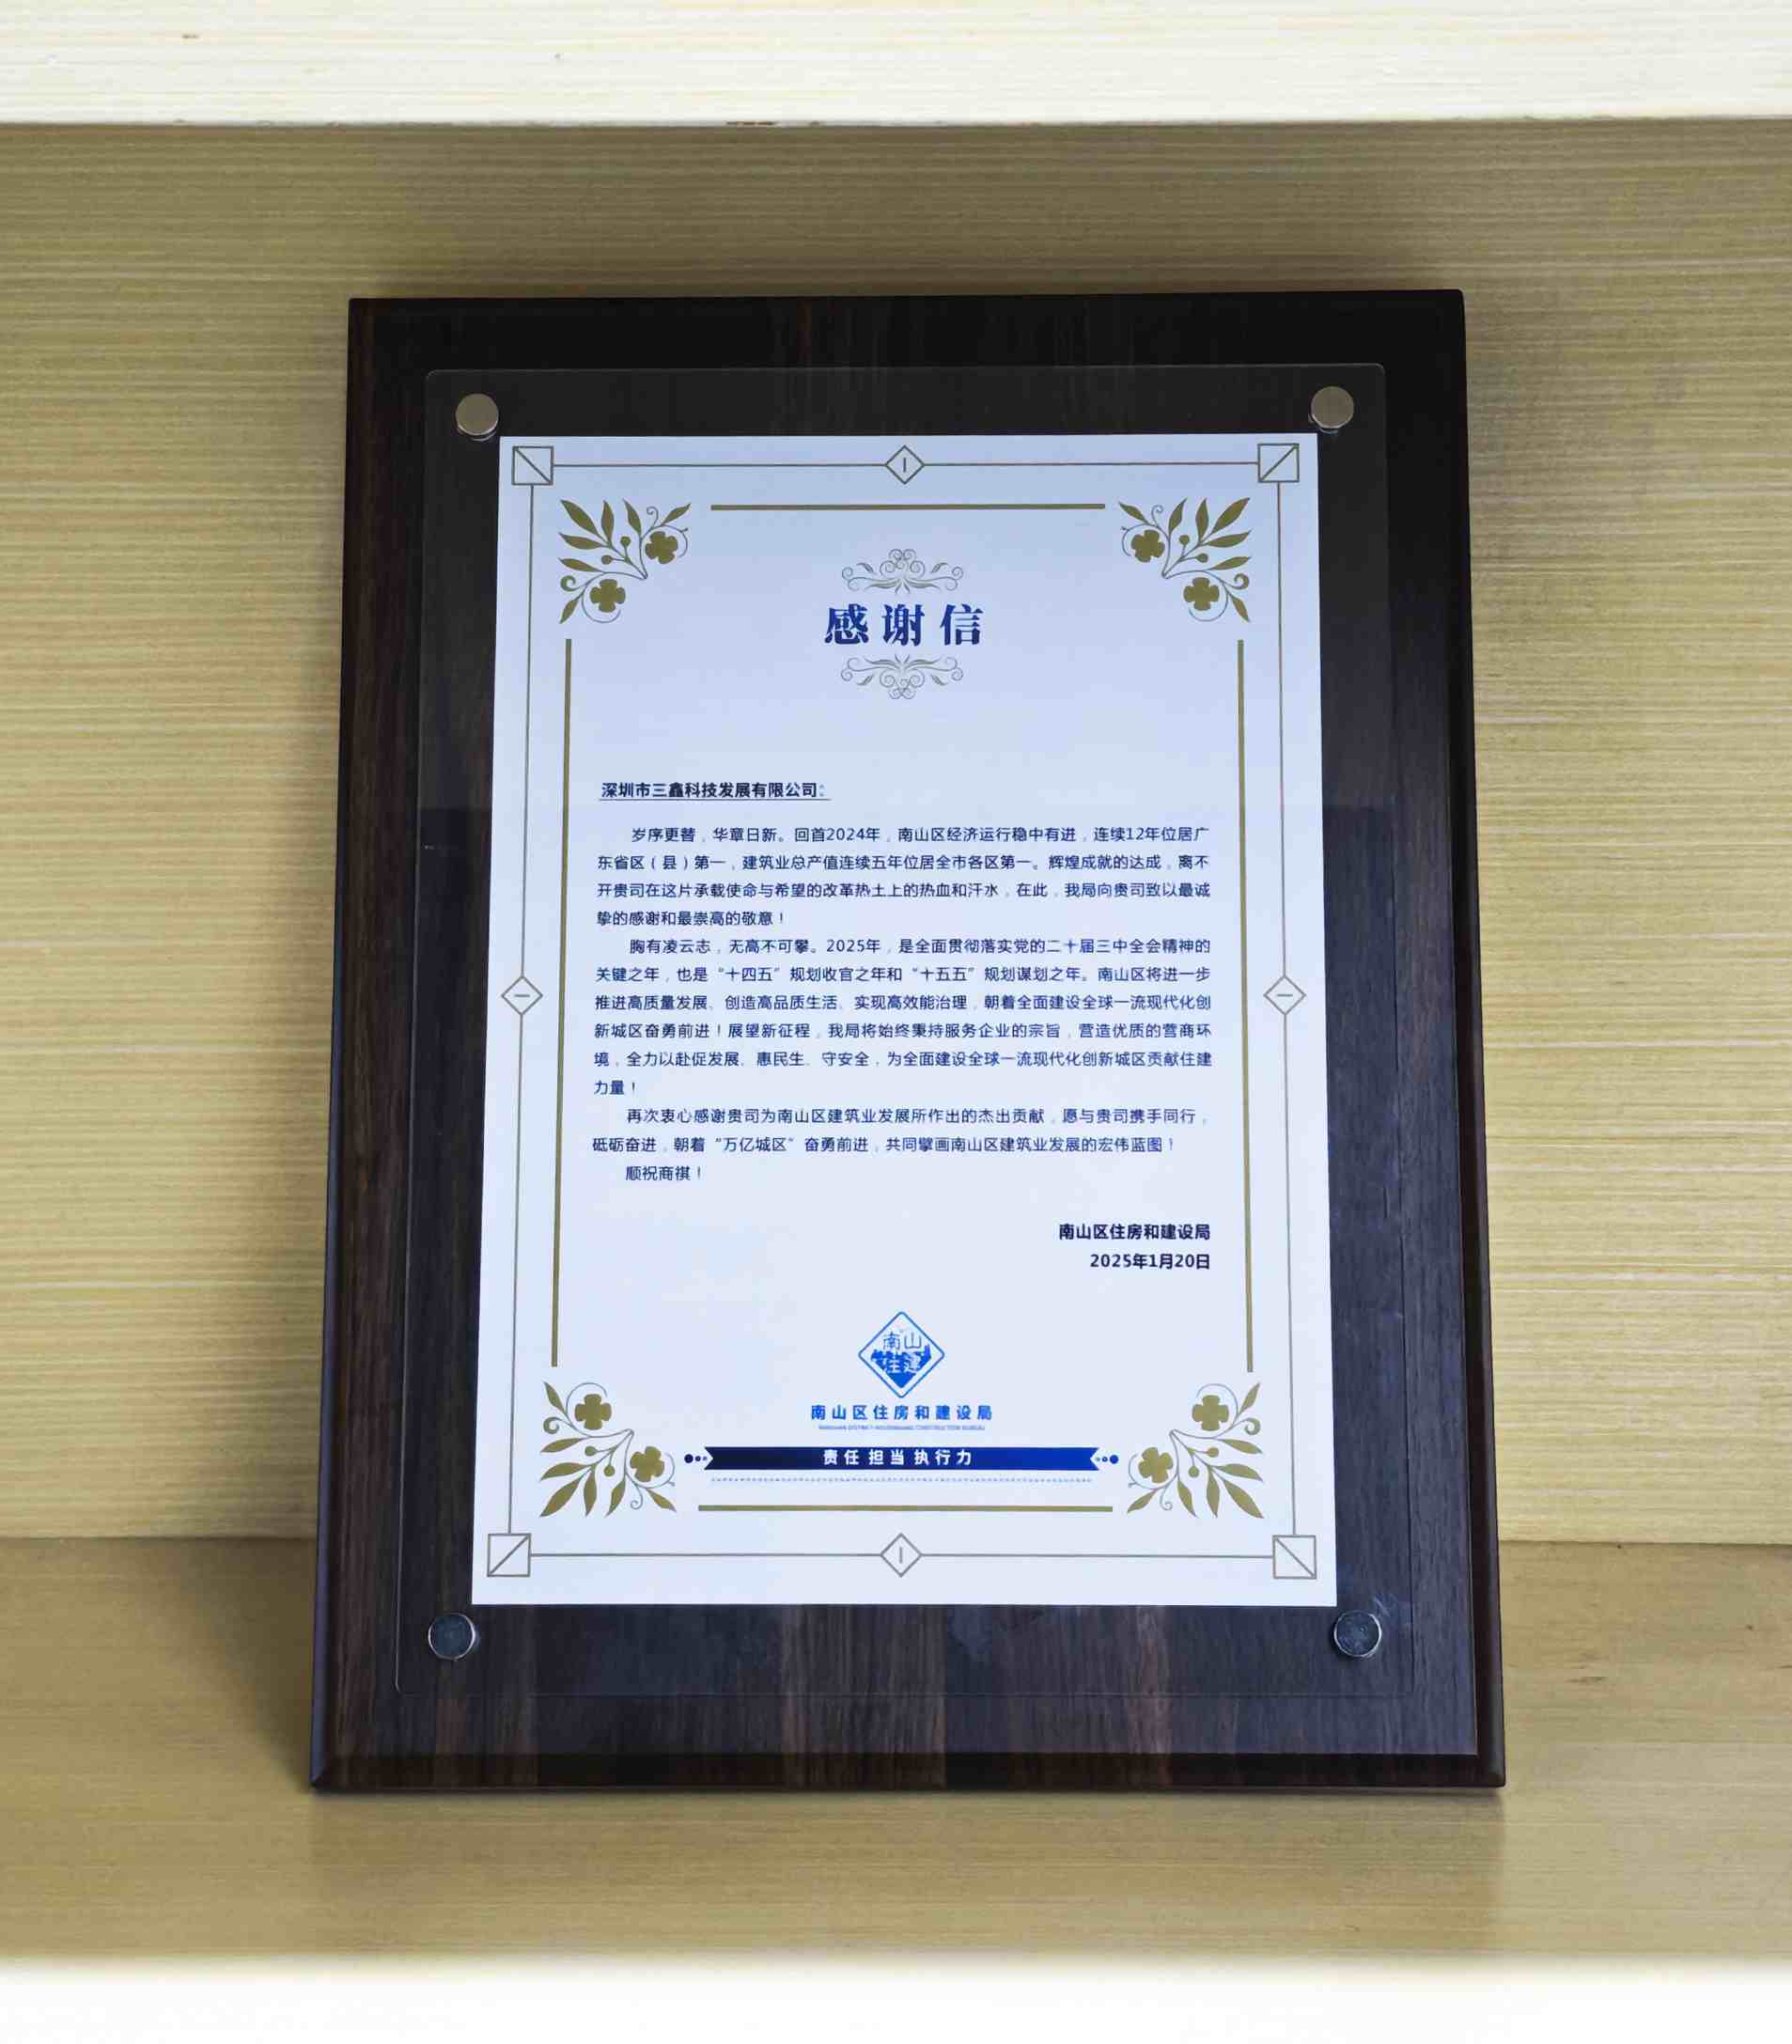 感谢信
深圳市三鑫科技发展有限公司：
岁序更替，华章日新。回首2024年，南山区经济运行稳中有进，连续12年位居广
东省区（县）第一，建筑业总产值连续五年位居全市各区第一。辉煌成就的达成，离不
开贵司在这片承载使命与希望的改革热土上的热血和汗水，在此，我局向贵司致以最诚
挚的感谢和最崇高的敬意！
胸有凌云志，无高不可攀。2025年，是全面贯彻落实党的二十届三中全会精神的
关键之年，也是“十四五”规划收官之年和“十五五”规划谋划之年。南山区将进一步
推进高质量发展、创造高品质生活、实现高效能治理，朝着全面建设全球一流现代化创
新城区奋勇前进！展望新征程，我局将始终秉持服务企业的宗旨，营造优质的营商环
境，全力以赴促发展、惠民生、守安全，为全面建设全球一流现代化创新城区贡献住建
力量！
再次衷心感谢贵司为南山区建筑业发展所作出的杰出贡献，愿与贵司携手同行，
砥砺奋进，朝着“万亿城区”奋勇前进，共同擘画南山区建筑业发展的宏伟蓝图！
顺祝商祺！
南山区住房和建设局
2025年1月20日
南山
住建
南山区住房和建设局
NANSHAN DISTRICT HOUSING AND CONSTRUCTION BUREAU
责任 担当 执行力